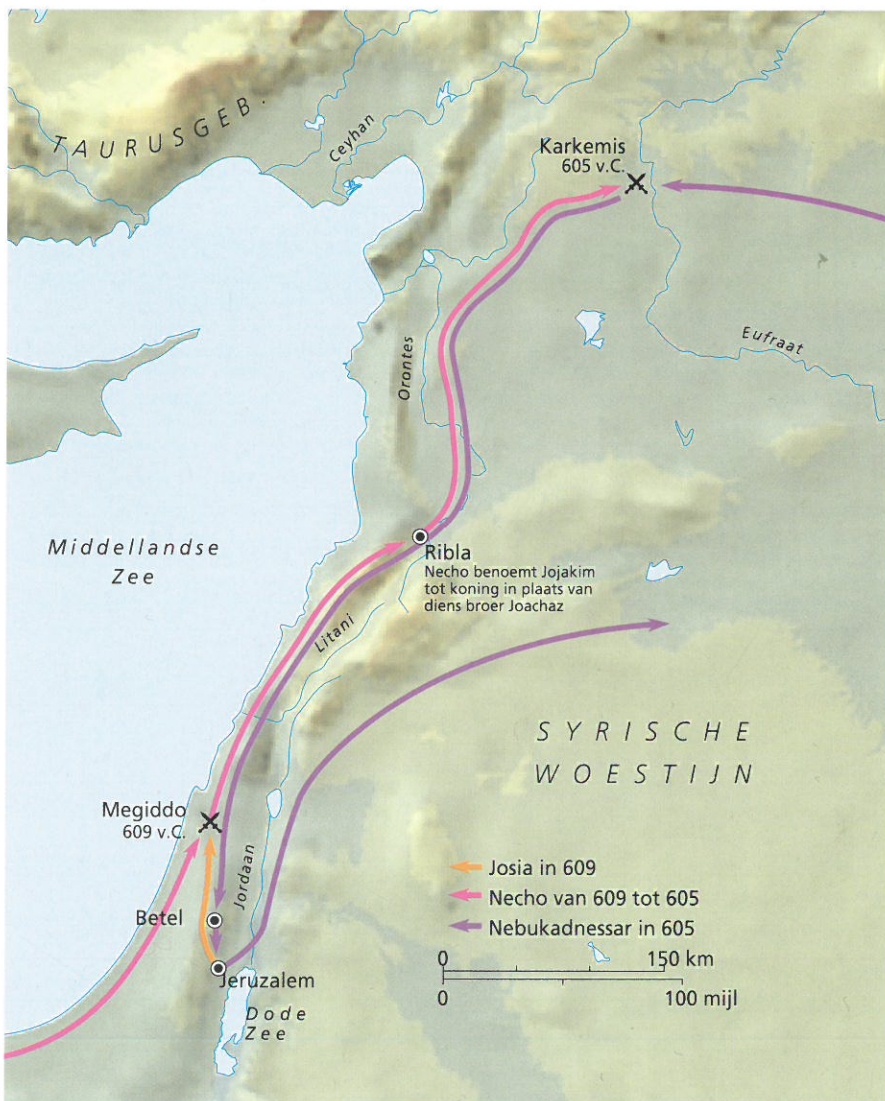 TAURUSGEB.
Ceyhan
Karkemis
605 v.C.
Eufraat
Orontes
Middellandse
Zee
Ribla
Necho benoemt Jojakim
tot koning in plaats van
diens broer Joachaz
Litani
SYRISCHE
WOESTIJN
Megiddo
609 v.C.
Jordaan
Betel
Jeruzalem
Dode
Zee
Josia in 609
Necho van 609 tot 605
Nebukadnessar in 605
0 150 km
0 100 mijl